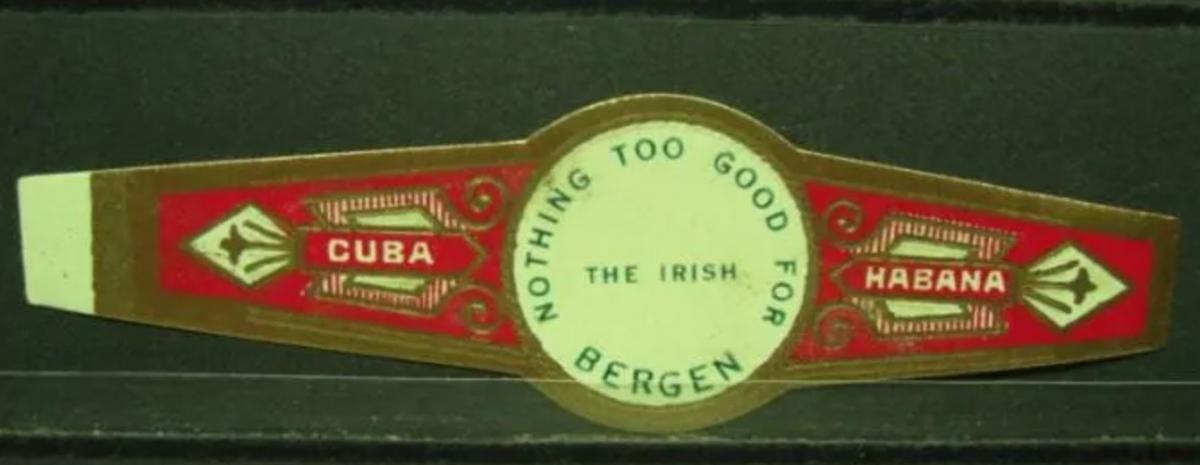 CUBA
NOTHING TOO GOOD FOR
THE IRISH
BERGEN
HABANA